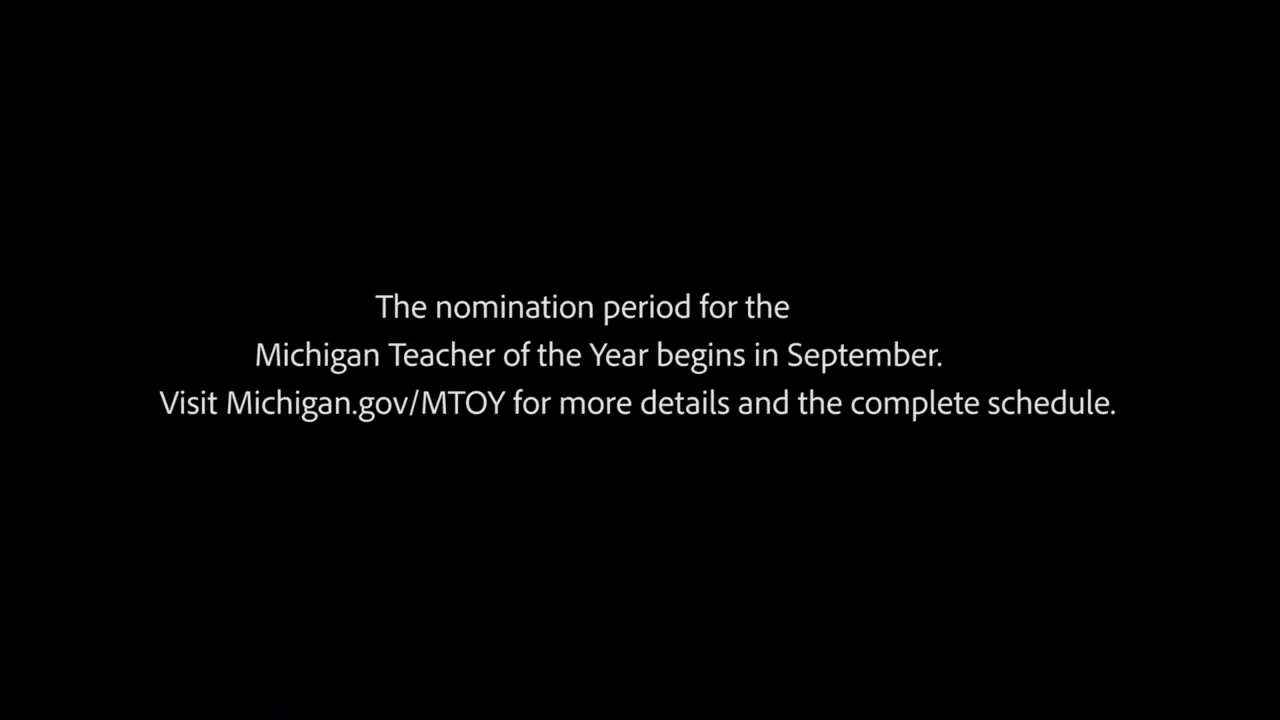 The nomination period for the
Michigan Teacher of the Year begins in September.
Visit Michigan.gov/MTOY for more details and the complete schedule.